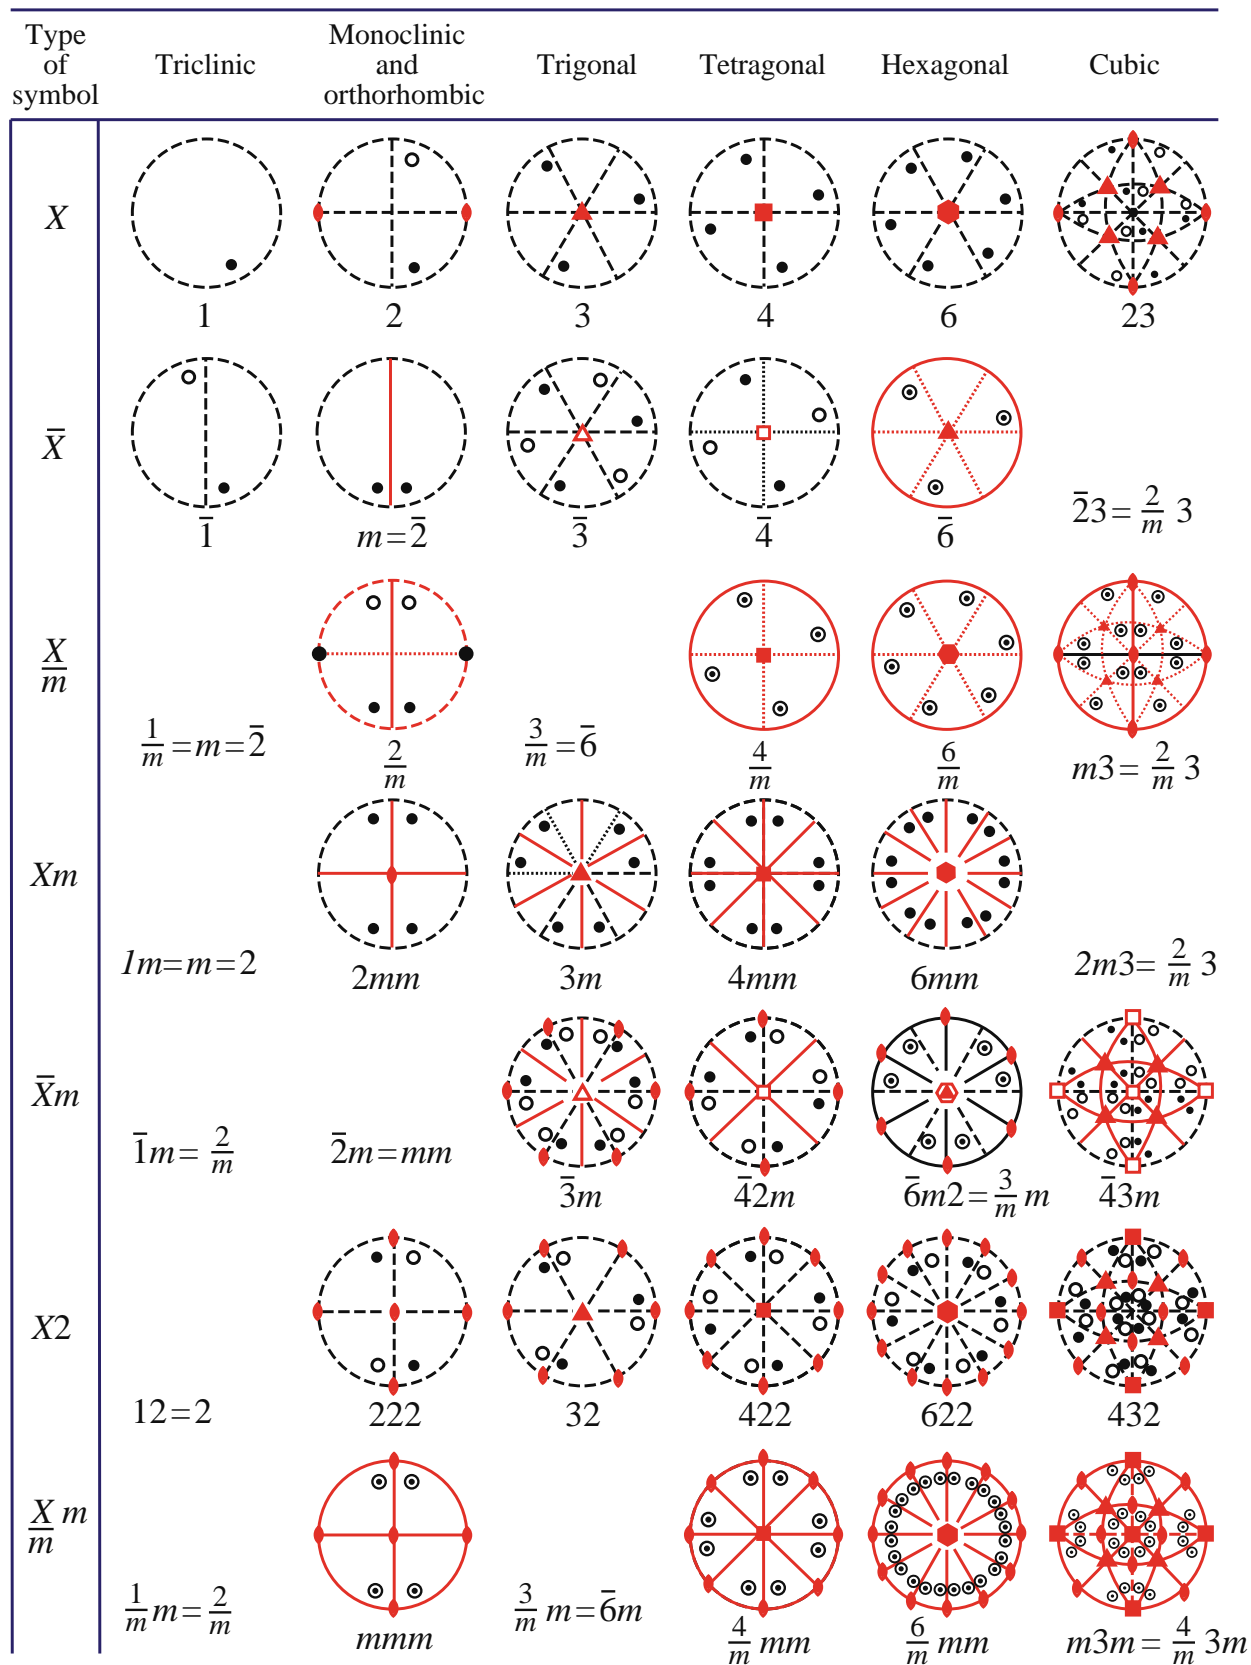 Type of symbol	Triclinic	Monoclinic and orthorhombic	Trigonal	Tetragonal	Hexagonal	Cubic
X	1	2	3	4	6	23
X̄	1̄	m=2̄	3̄	4̄	6̄	2̄3=2/m 3
X/m	1/m=m=2̄	2/m	3/m=6̄	4/m	6/m	m3=2/m 3
Xm	1m=m=2	2mm	3m	4mm	6mm	2m3=2/m 3
X̄m	1̄m=2/m	2̄m=mm	3̄m	4̄2m	6̄m2=3/m m	4̄3m
X2	12=2	222	32	422	622	432
X/m m	1/m m=2/m	mmm	3/m m=6̄m	4/m mm	6/m mm	m3m=4/m 3m